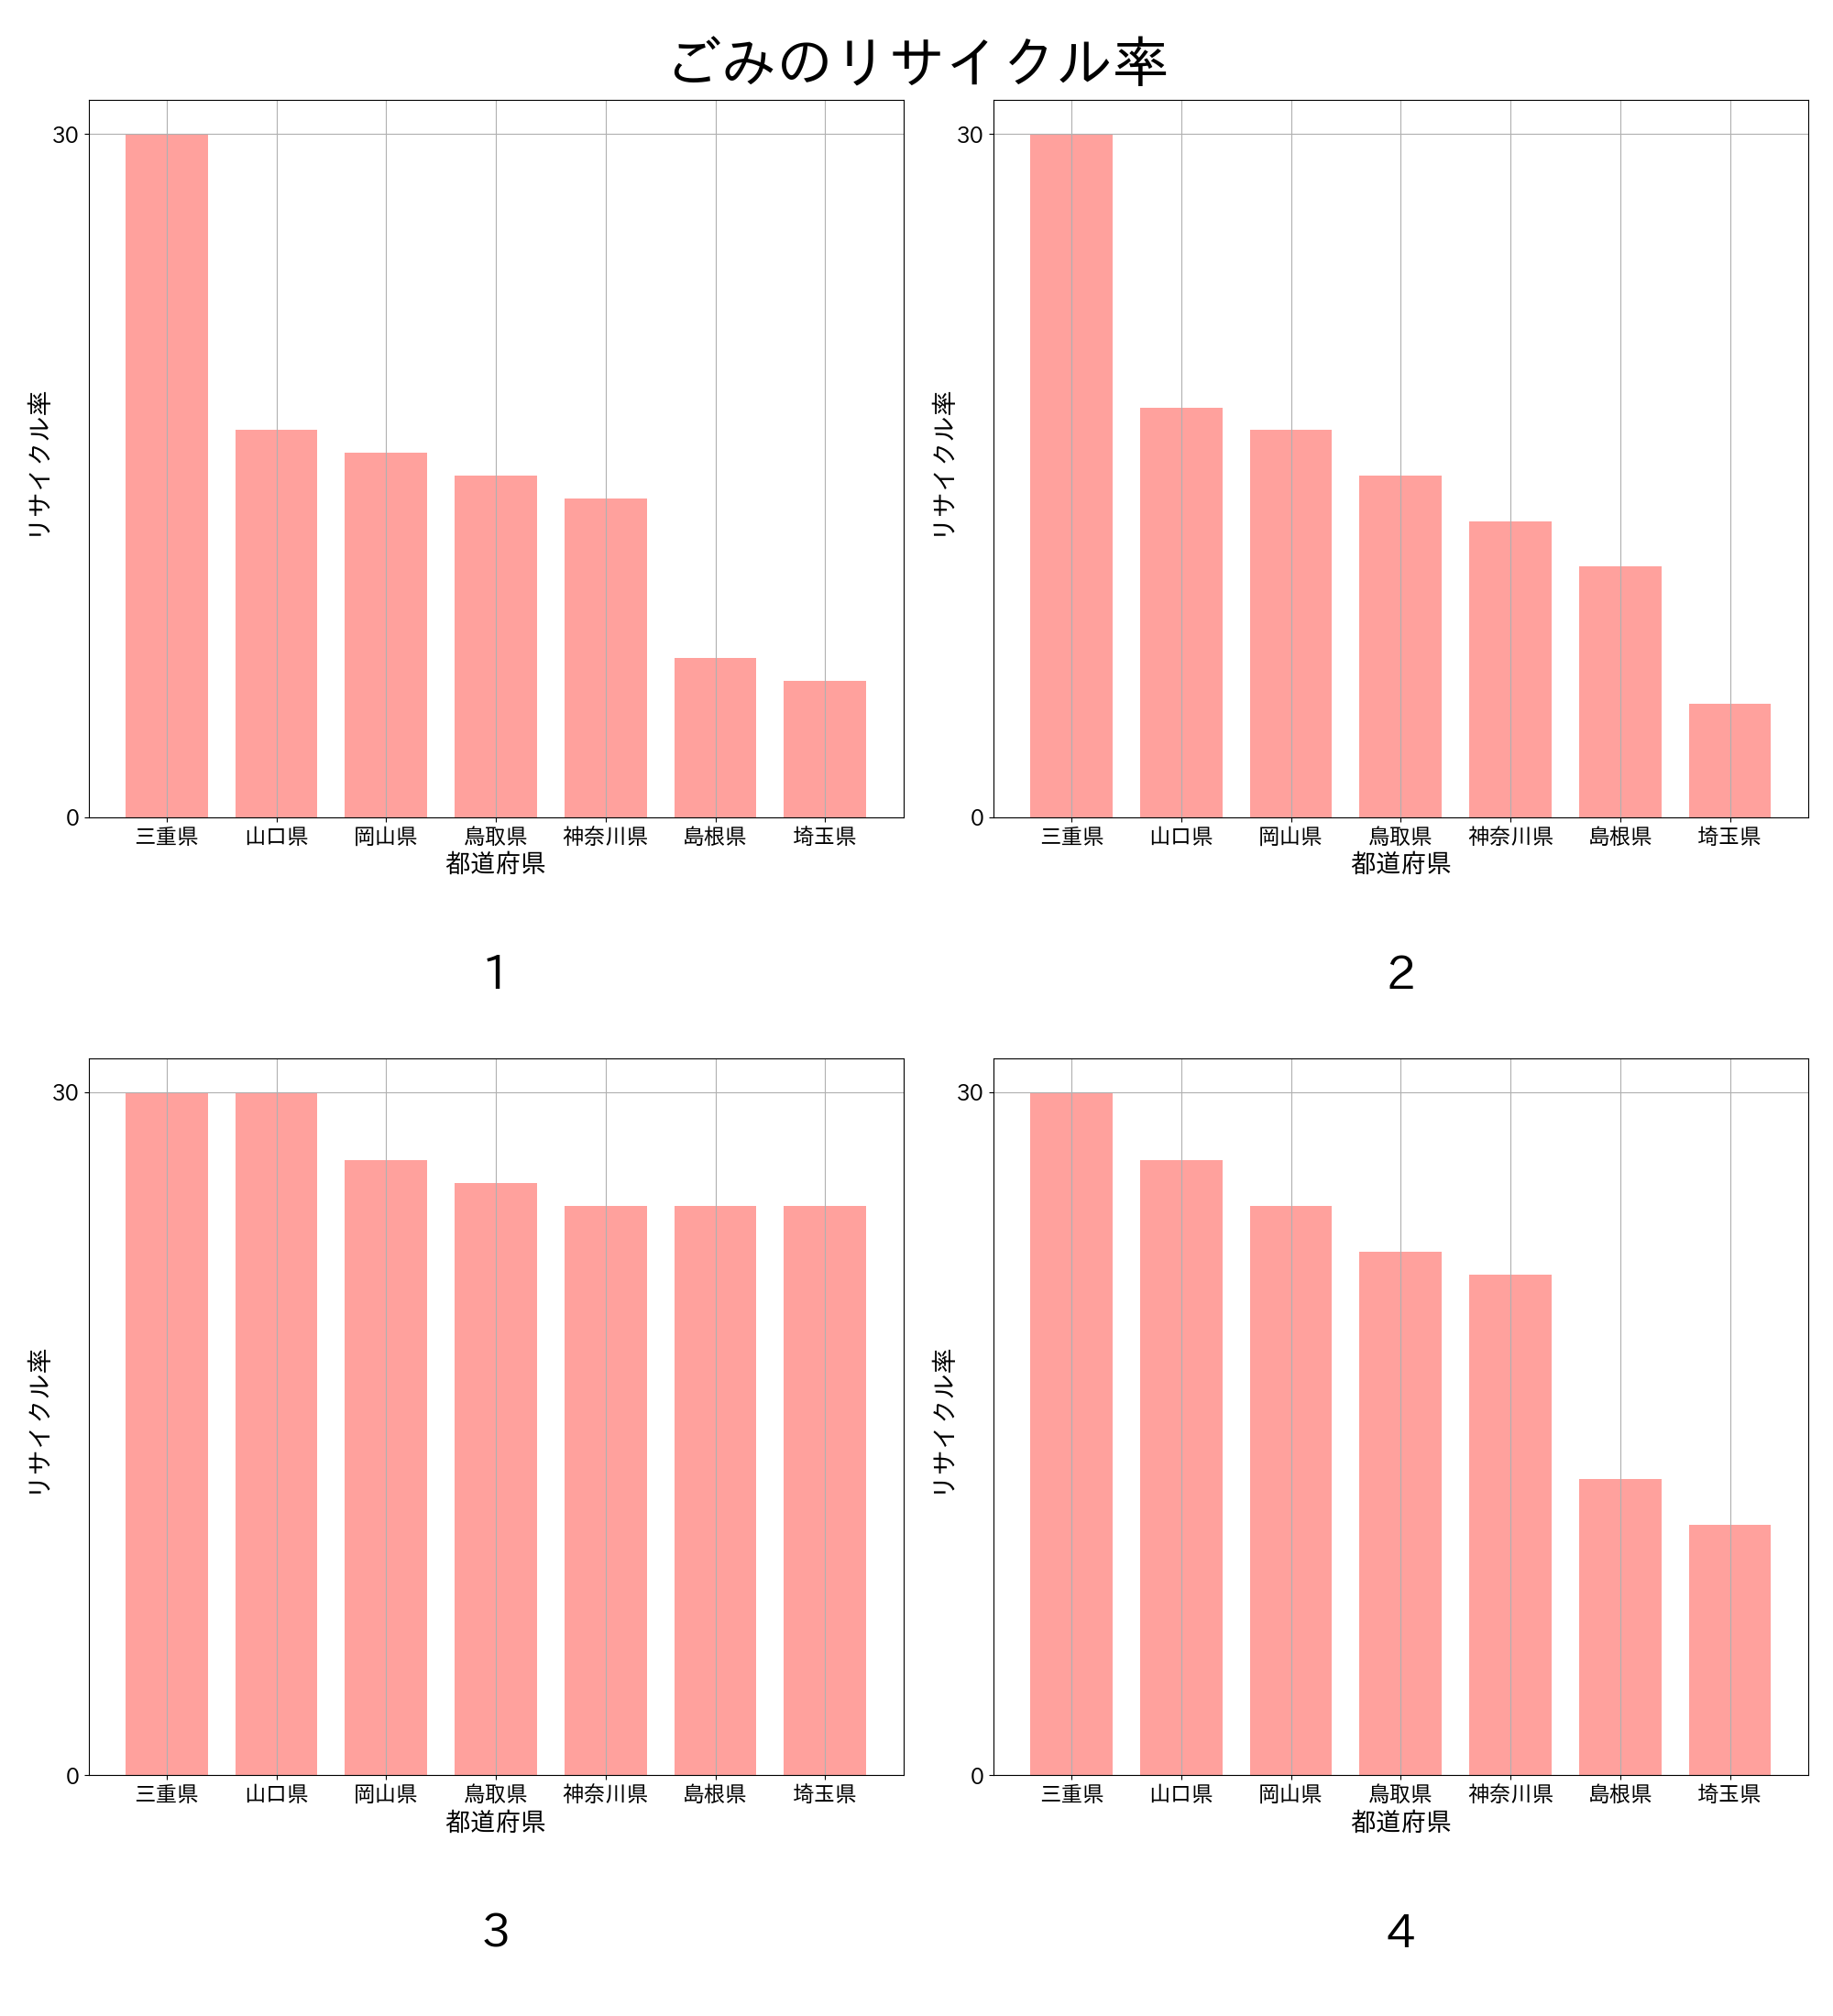 ごみのリサイクル率
30
0
リサイクル率
三重県 山口県 岡山県 鳥取県 神奈川県 島根県 埼玉県
都道府県
1
30
0
リサイクル率
三重県 山口県 岡山県 鳥取県 神奈川県 島根県 埼玉県
都道府県
2
30
0
リサイクル率
三重県 山口県 岡山県 鳥取県 神奈川県 島根県 埼玉県
都道府県
3
30
0
リサイクル率
三重県 山口県 岡山県 鳥取県 神奈川県 島根県 埼玉県
都道府県
4